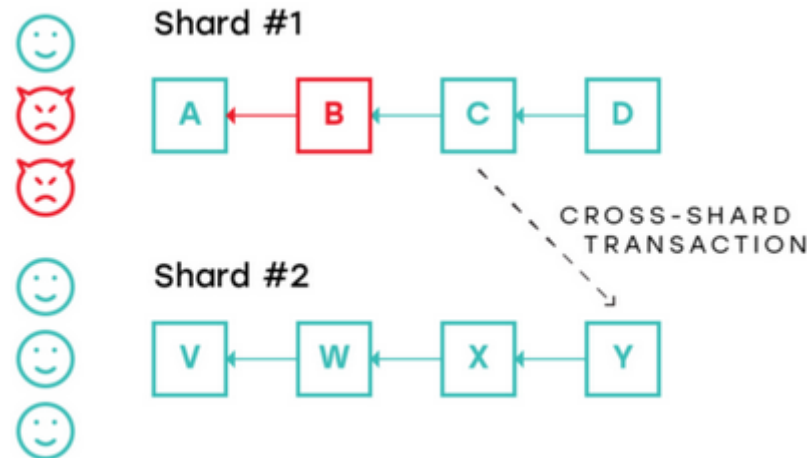 Shard #1
A B C D
CROSS-SHARD
TRANSACTION
Shard #2
V W X Y